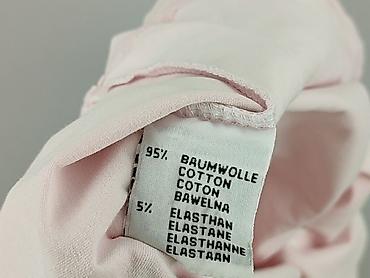 95% BAUMWOLLE
COTTON
COTON
BAWEŁNA
5% ELASTHAN
ELASTANE
ELASTHANNE
ELASTAAN